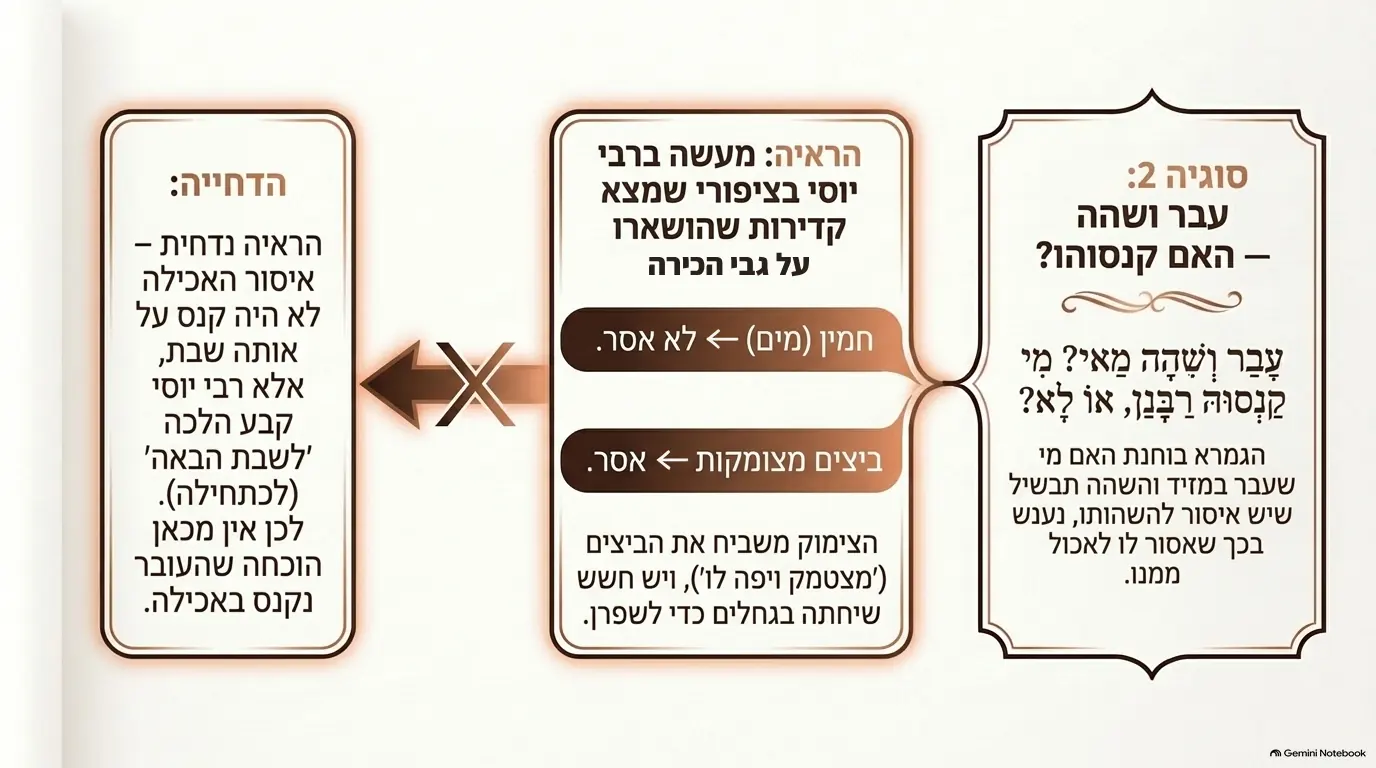 סוגיה 2:
עבר ושהה
– האם קנסוהו?
עָבַר וְשִׁהָה מַאי? מִי
קַנְסוּהּ רַבָּנַן, אוֹ לָא?
הגמרא בוחנת האם מי
שעבר במזיד והשהה תבשיל
שיש איסור להשהותו, נענש
בכך שאסור לו לאכול
ממנו.
הראיה: מעשה ברבי
יוסי בציפורי שמצא
קדירות שהושארו
על גבי הכירה
חמין (מים) ← לא אסר.
ביצים מצומקות ← אסר.
הצימוק משביח את הביצים
('מצטמק ויפה לו'), ויש חשש
שיחתה בגחלים כדי לשפרן.
הדחייה:
הראיה נדחית –
איסור האכילה
לא היה קנס על
אותה שבת,
אלא רבי יוסי
קבע הלכה
'לשבת הבאה'
(לכתחילה).
לכן אין מכאן
הוכחה שהעובר
נקנס באכילה.
Gemini Notebook